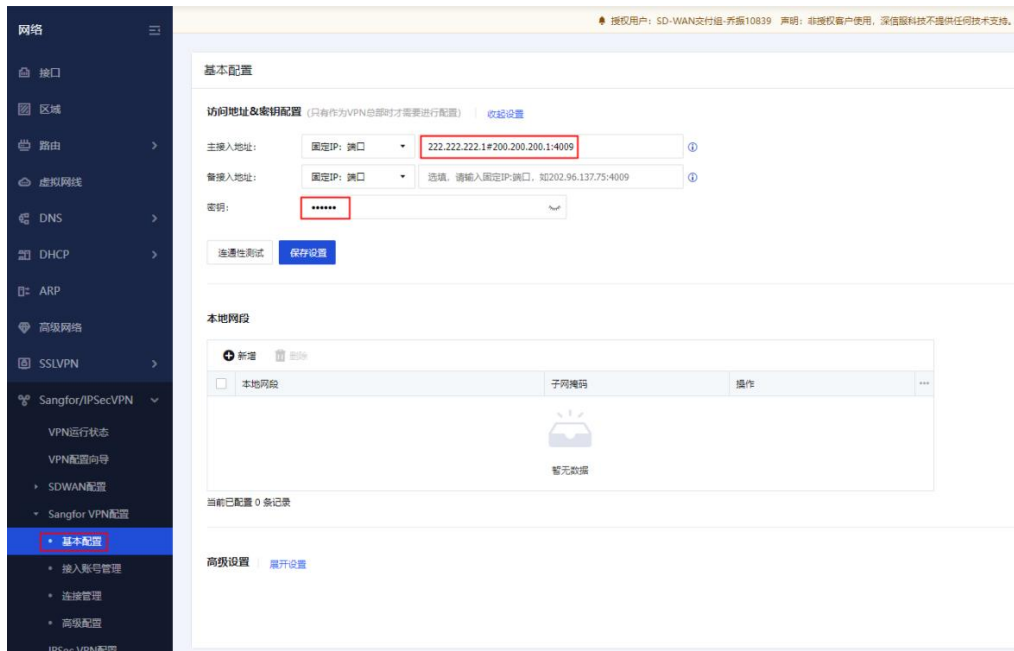 授权用户：SD-WAN交付组-乔振10839 声明：非授权客户使用，深信服科技不提供任何技术支持。
网络
接口
区域
路由
虚拟网线
DNS
DHCP
ARP
高级网络
SSLVPN
Sangfor/IPSecVPN
VPN运行状态
VPN配置向导
SDWAN配置
Sangfor VPN配置
基本配置
接入账号管理
连接管理
高级配置
IPSec VPN配置
基本配置
访问地址&密钥配置 (只有作为VPN总部时才需要进行配置) 收起设置
主接入地址： 固定IP：端口 222.222.222.1#200.200.200.1:4009
备接入地址： 固定IP：端口 选填，请输入固定IP:端口，如202.96.137.75:4009
密钥： ••••••
连通性测试 保存设置
本地网段
新增 删除
本地网段 子网掩码 操作
暂无数据
当前已配置 0 条记录
高级设置 展开设置